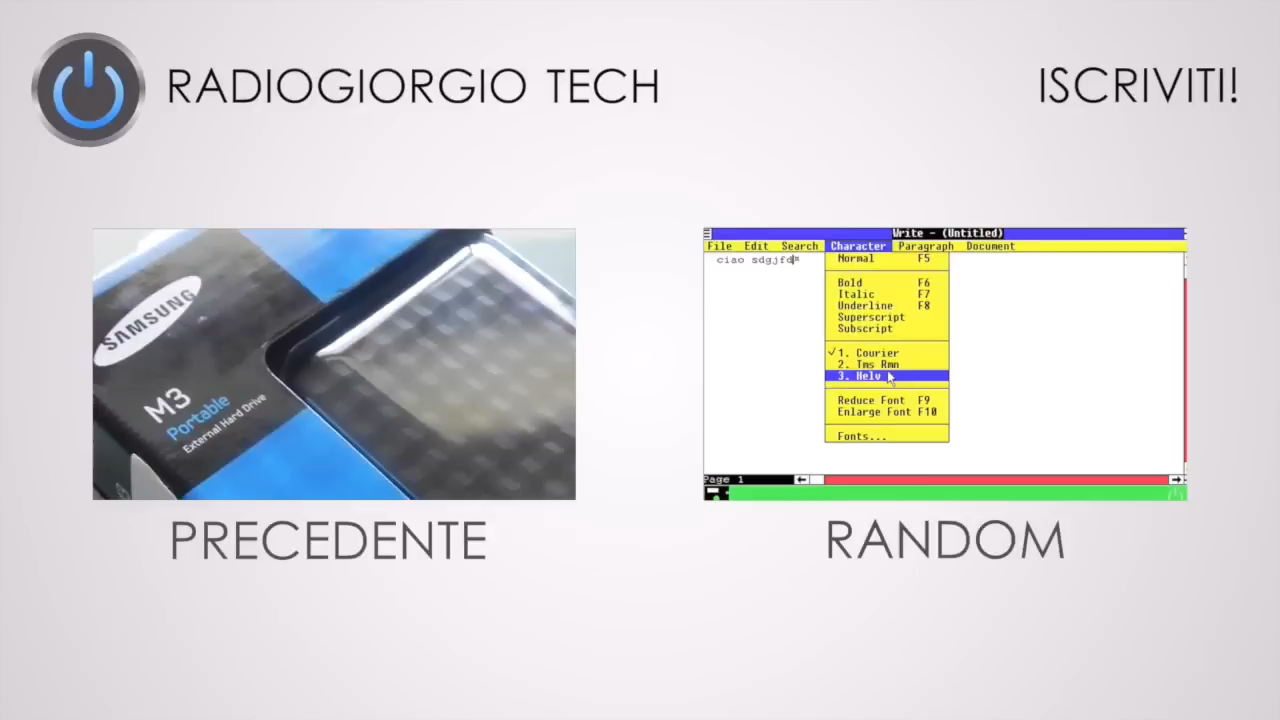 RADIOGIORGIO TECH
ISCRIVITI!
SAMSUNG
M3
Portable
External Hard Drive
Write - (Untitled)
File Edit Search Character Paragraph Document
ciao sdgjfd
Normal F5
Bold F6
Italic F7
Underline F8
Superscript
Subscript
1. Courier
2. Tms Rmn
3. Helv
Reduce Font F9
Enlarge Font F10
Fonts...
Page 1
PRECEDENTE
RANDOM